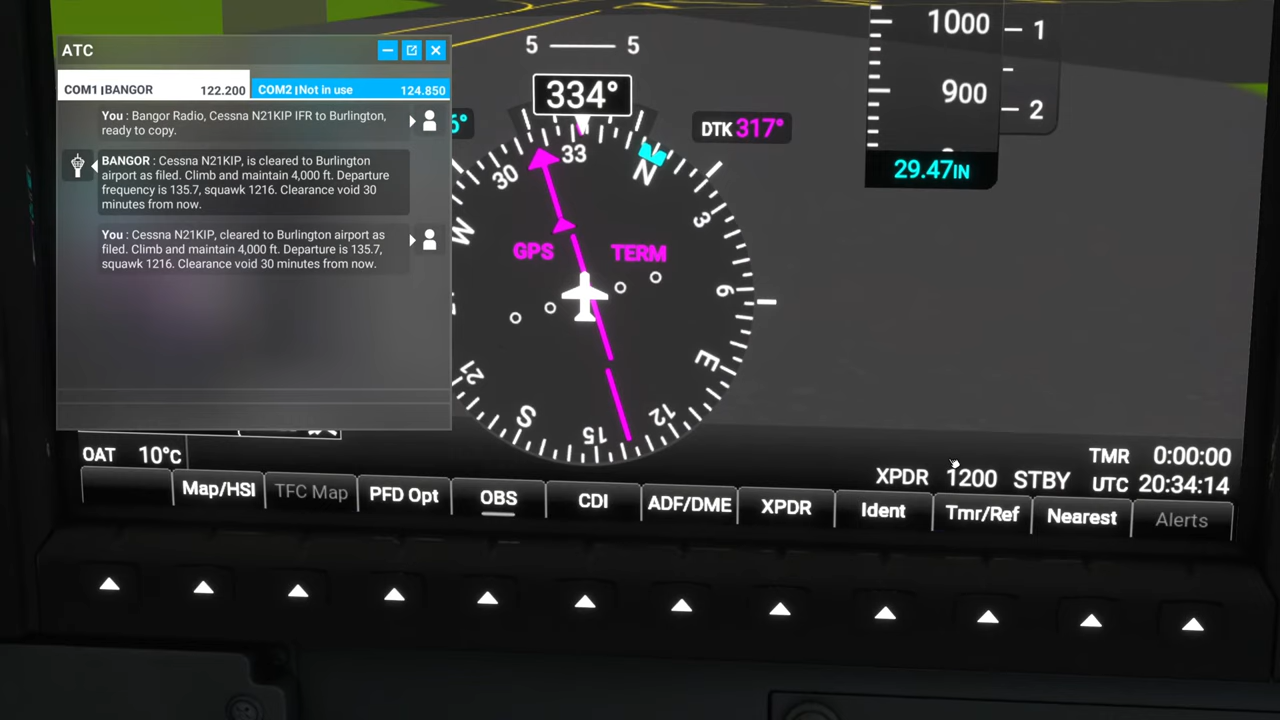 ATC
COM1 | BANGOR 122.200
COM2 | Not in use 124.850
You : Bangor Radio, Cessna N21KIP IFR to Burlington,
ready to copy.
BANGOR : Cessna N21KIP, is cleared to Burlington
airport as filed. Climb and maintain 4,000 ft. Departure
frequency is 135.7, squawk 1216. Clearance void 30
minutes from now.
You : Cessna N21KIP, cleared to Burlington airport as
filed. Climb and maintain 4,000 ft. Departure is 135.7,
squawk 1216. Clearance void 30 minutes from now.
5 5
334°
6°
DTK 317°
30 33 N 3 6 E 12 15 S 21 W
GPS TERM
1000
900
1
2
29.47IN
OAT 10°C
XPDR 1200 STBY
TMR 0:00:00
UTC 20:34:14
Map/HSI
TFC Map
PFD Opt
OBS
CDI
ADF/DME
XPDR
Ident
Tmr/Ref
Nearest
Alerts